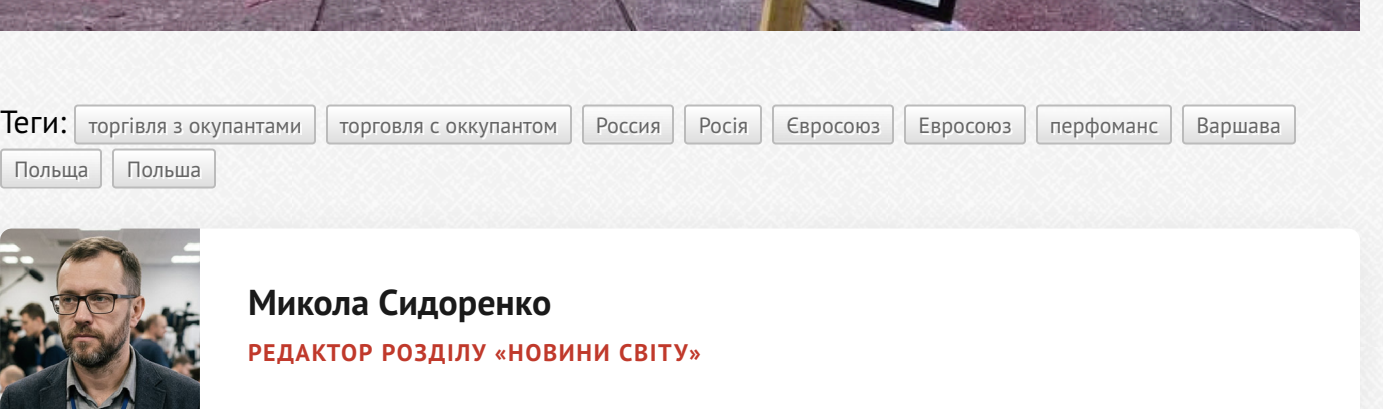 Теги: торгівля з окупантами торговля с оккупантом Россия Росія Євросоюз Евросоюз перфоманс Варшава
Польща Польша
Микола Сидоренко
РЕДАКТОР РОЗДІЛУ «НОВИНИ СВІТУ»